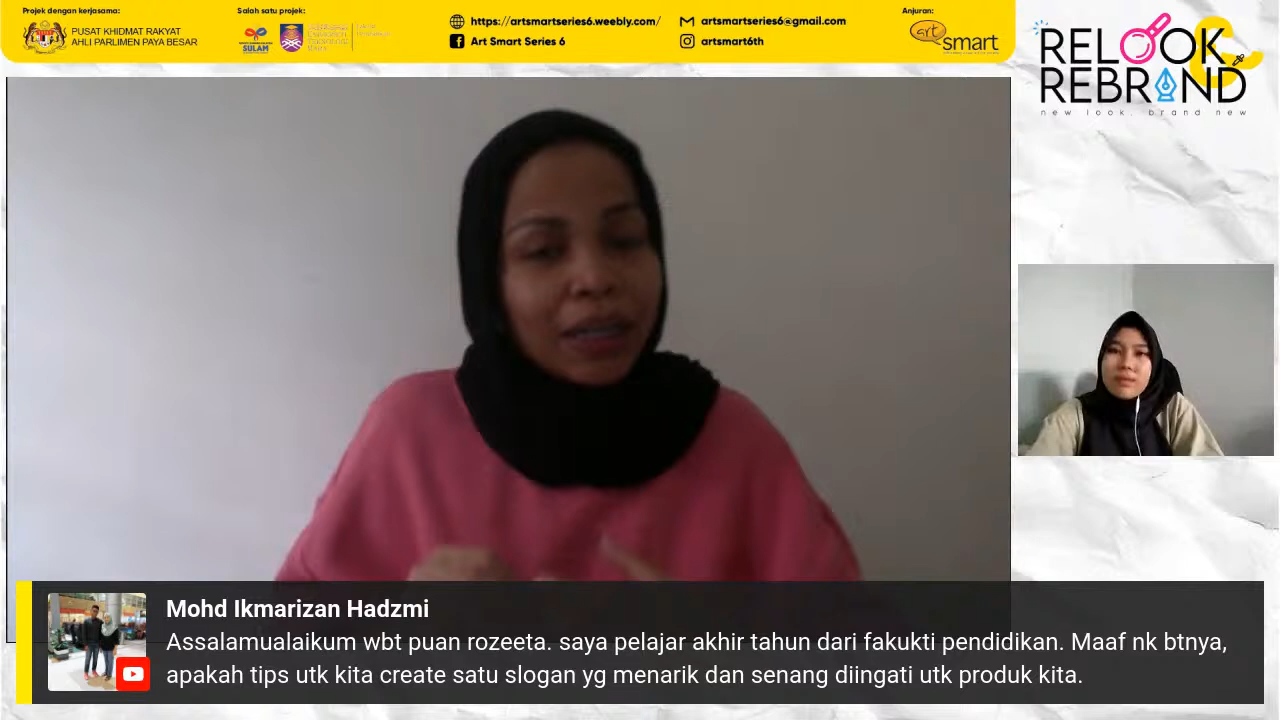 Projek dengan kerjasama:
PUSAT KHIDMAT RAKYAT
AHLI PARLIMEN PAYA BESAR
Salah satu projek:
SULAM
https://artsmartseries6.weebly.com/
Art Smart Series 6
artsmartseries6@gmail.com
artsmart6th
Anjuran:
art
smart
RELOOK
REBRAND
new look. brand new
Mohd Ikmarizan Hadzmi
Assalamualaikum wbt puan rozeeta. saya pelajar akhir tahun dari fakukti pendidikan. Maaf nk btnya,
apakah tips utk kita create satu slogan yg menarik dan senang diingati utk produk kita.